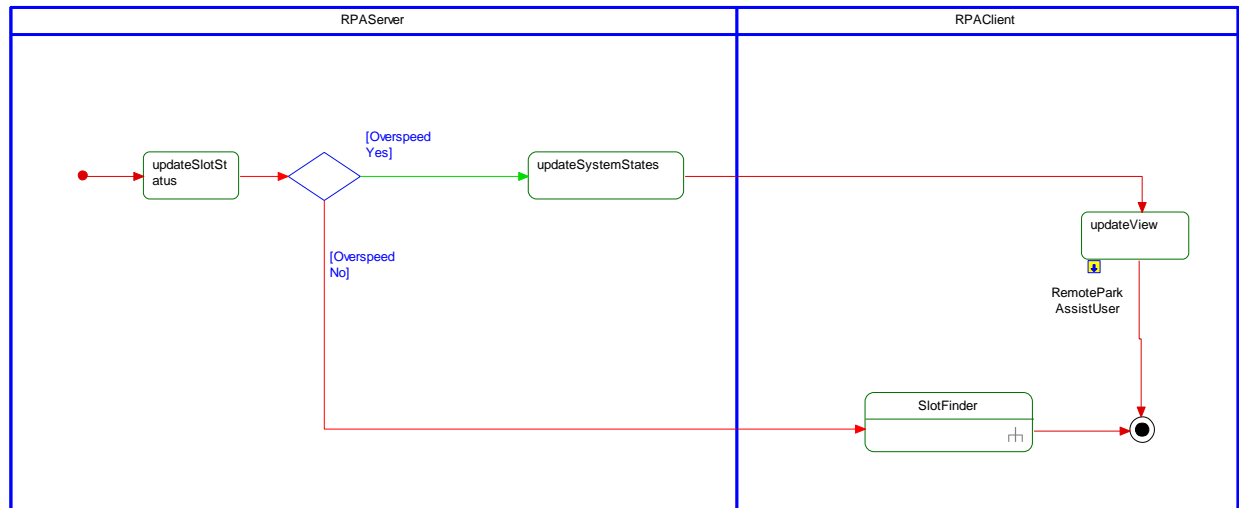 RPAServer
RPAClient
[Overspeed
Yes]
updateSlotSt
atus
updateSystemStates
updateView
[Overspeed
No]
RemotePark
AssistUser
SlotFinder